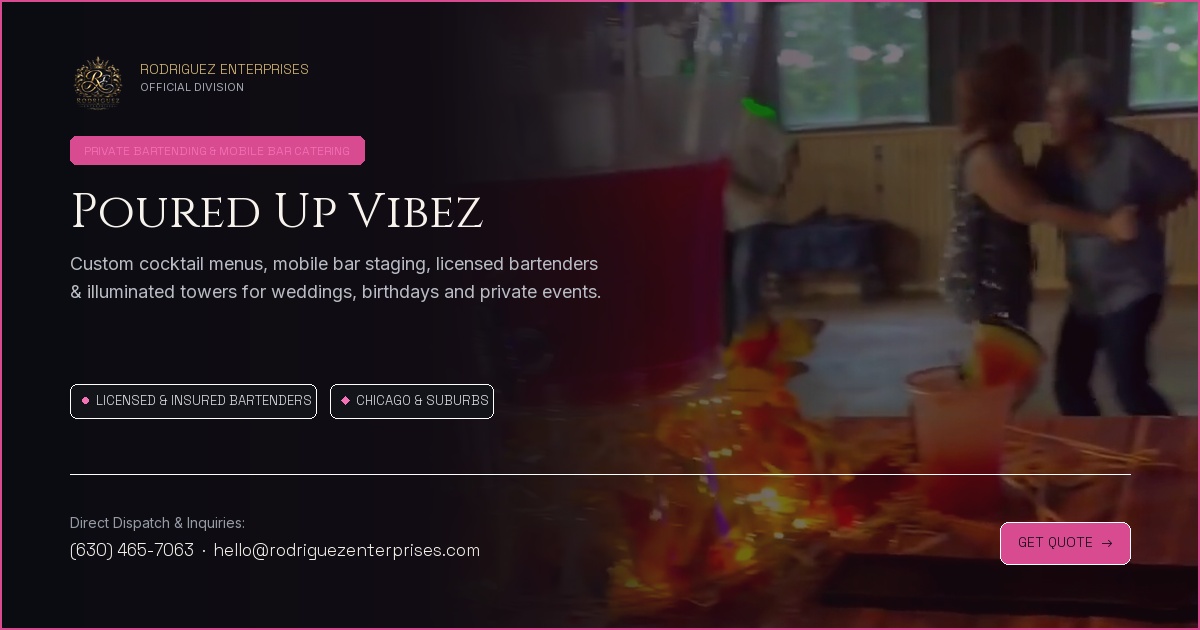 RODRIGUEZ ENTERPRISES
OFFICIAL DIVISION
RE
RODRIGUEZ
PRIVATE BARTENDING & MOBILE BAR CATERING
POURED UP VIBEZ
Custom cocktail menus, mobile bar staging, licensed bartenders
& illuminated towers for weddings, birthdays and private events.
LICENSED & INSURED BARTENDERS
CHICAGO & SUBURBS
Direct Dispatch & Inquiries:
(630) 465-7063 · hello@rodriguezenterprises.com
GET QUOTE →